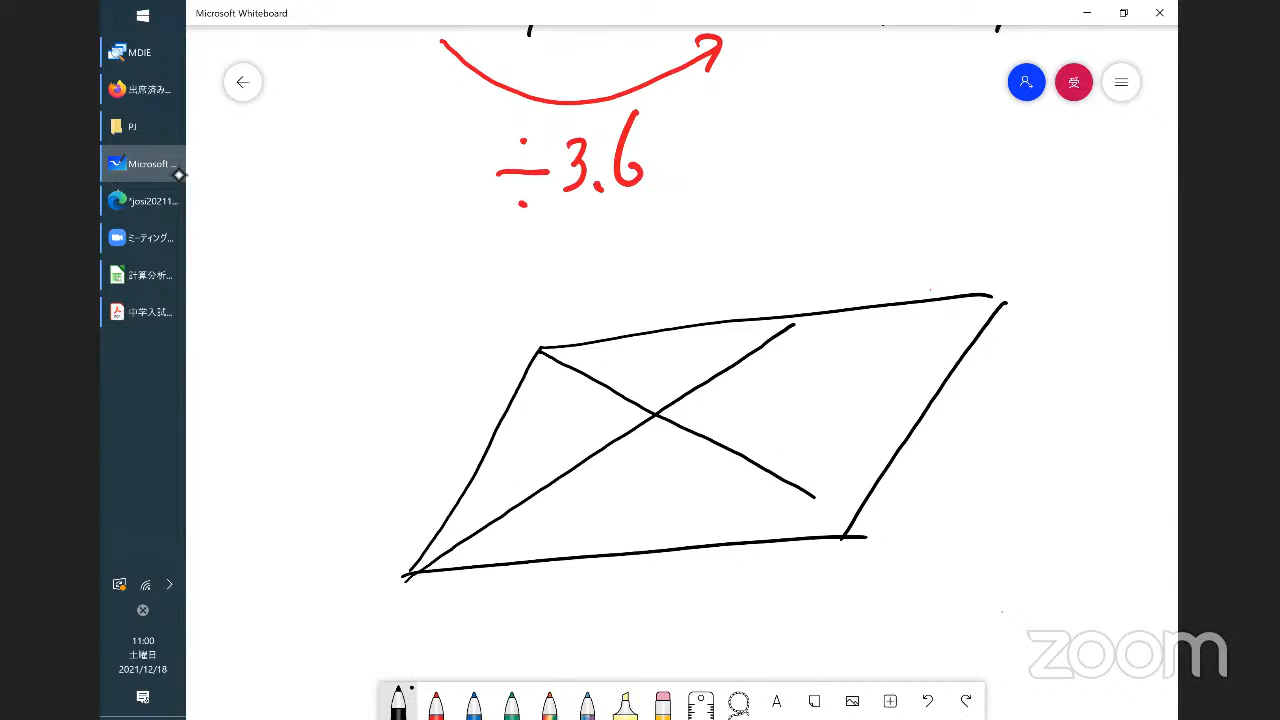 Microsoft Whiteboard
MDIE
出席済み...
PJ
Microsoft ...
*josi20211...
ミーティング...
計算分析...
中学入試...
受
÷3.6
A
11:00
土曜日
2021/12/18
zoom